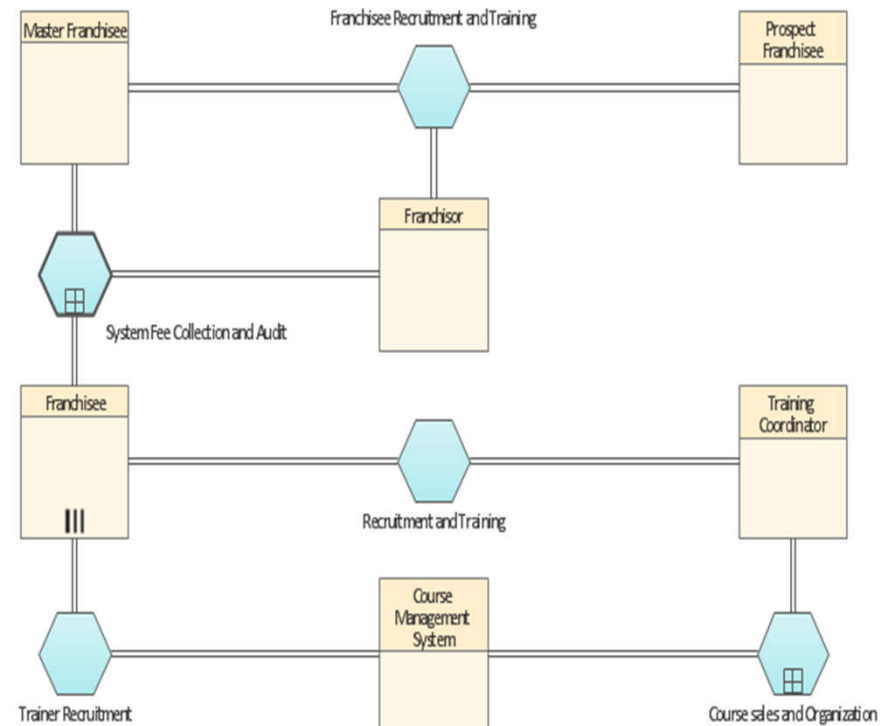 Franchisee Recruitment and Training
Master Franchisee
Prospect
Franchisee
Franchisor
System Fee Collection and Audit
Franchisee
Training
Coordinator
Recruitment and Training
Course
Management
System
Trainer Recruitment
Course sales and Organization